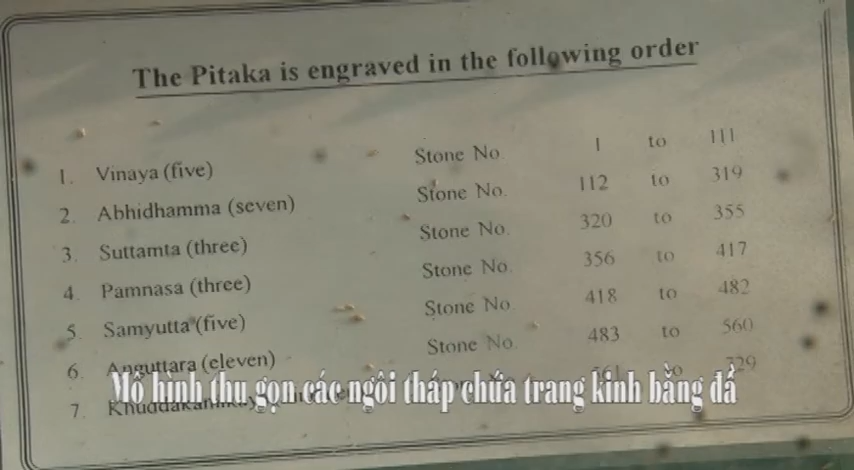 The Pitaka is engraved in the following order
1. Vinaya (five) Stone No 1 to 111
2. Abhidhamma (seven) Stone No. 112 to 319
3. Suttamta (three) Stone No. 320 to 355
4. Pamnasa (three) Stone No. 356 to 417
5. Samyutta (five) Stone No 418 to 482
6. Anguttara (eleven) Stone No. 483 to 560
7. 561 to 729
Mô hình thu gọn các ngôi tháp chứa trang kinh bằng đá